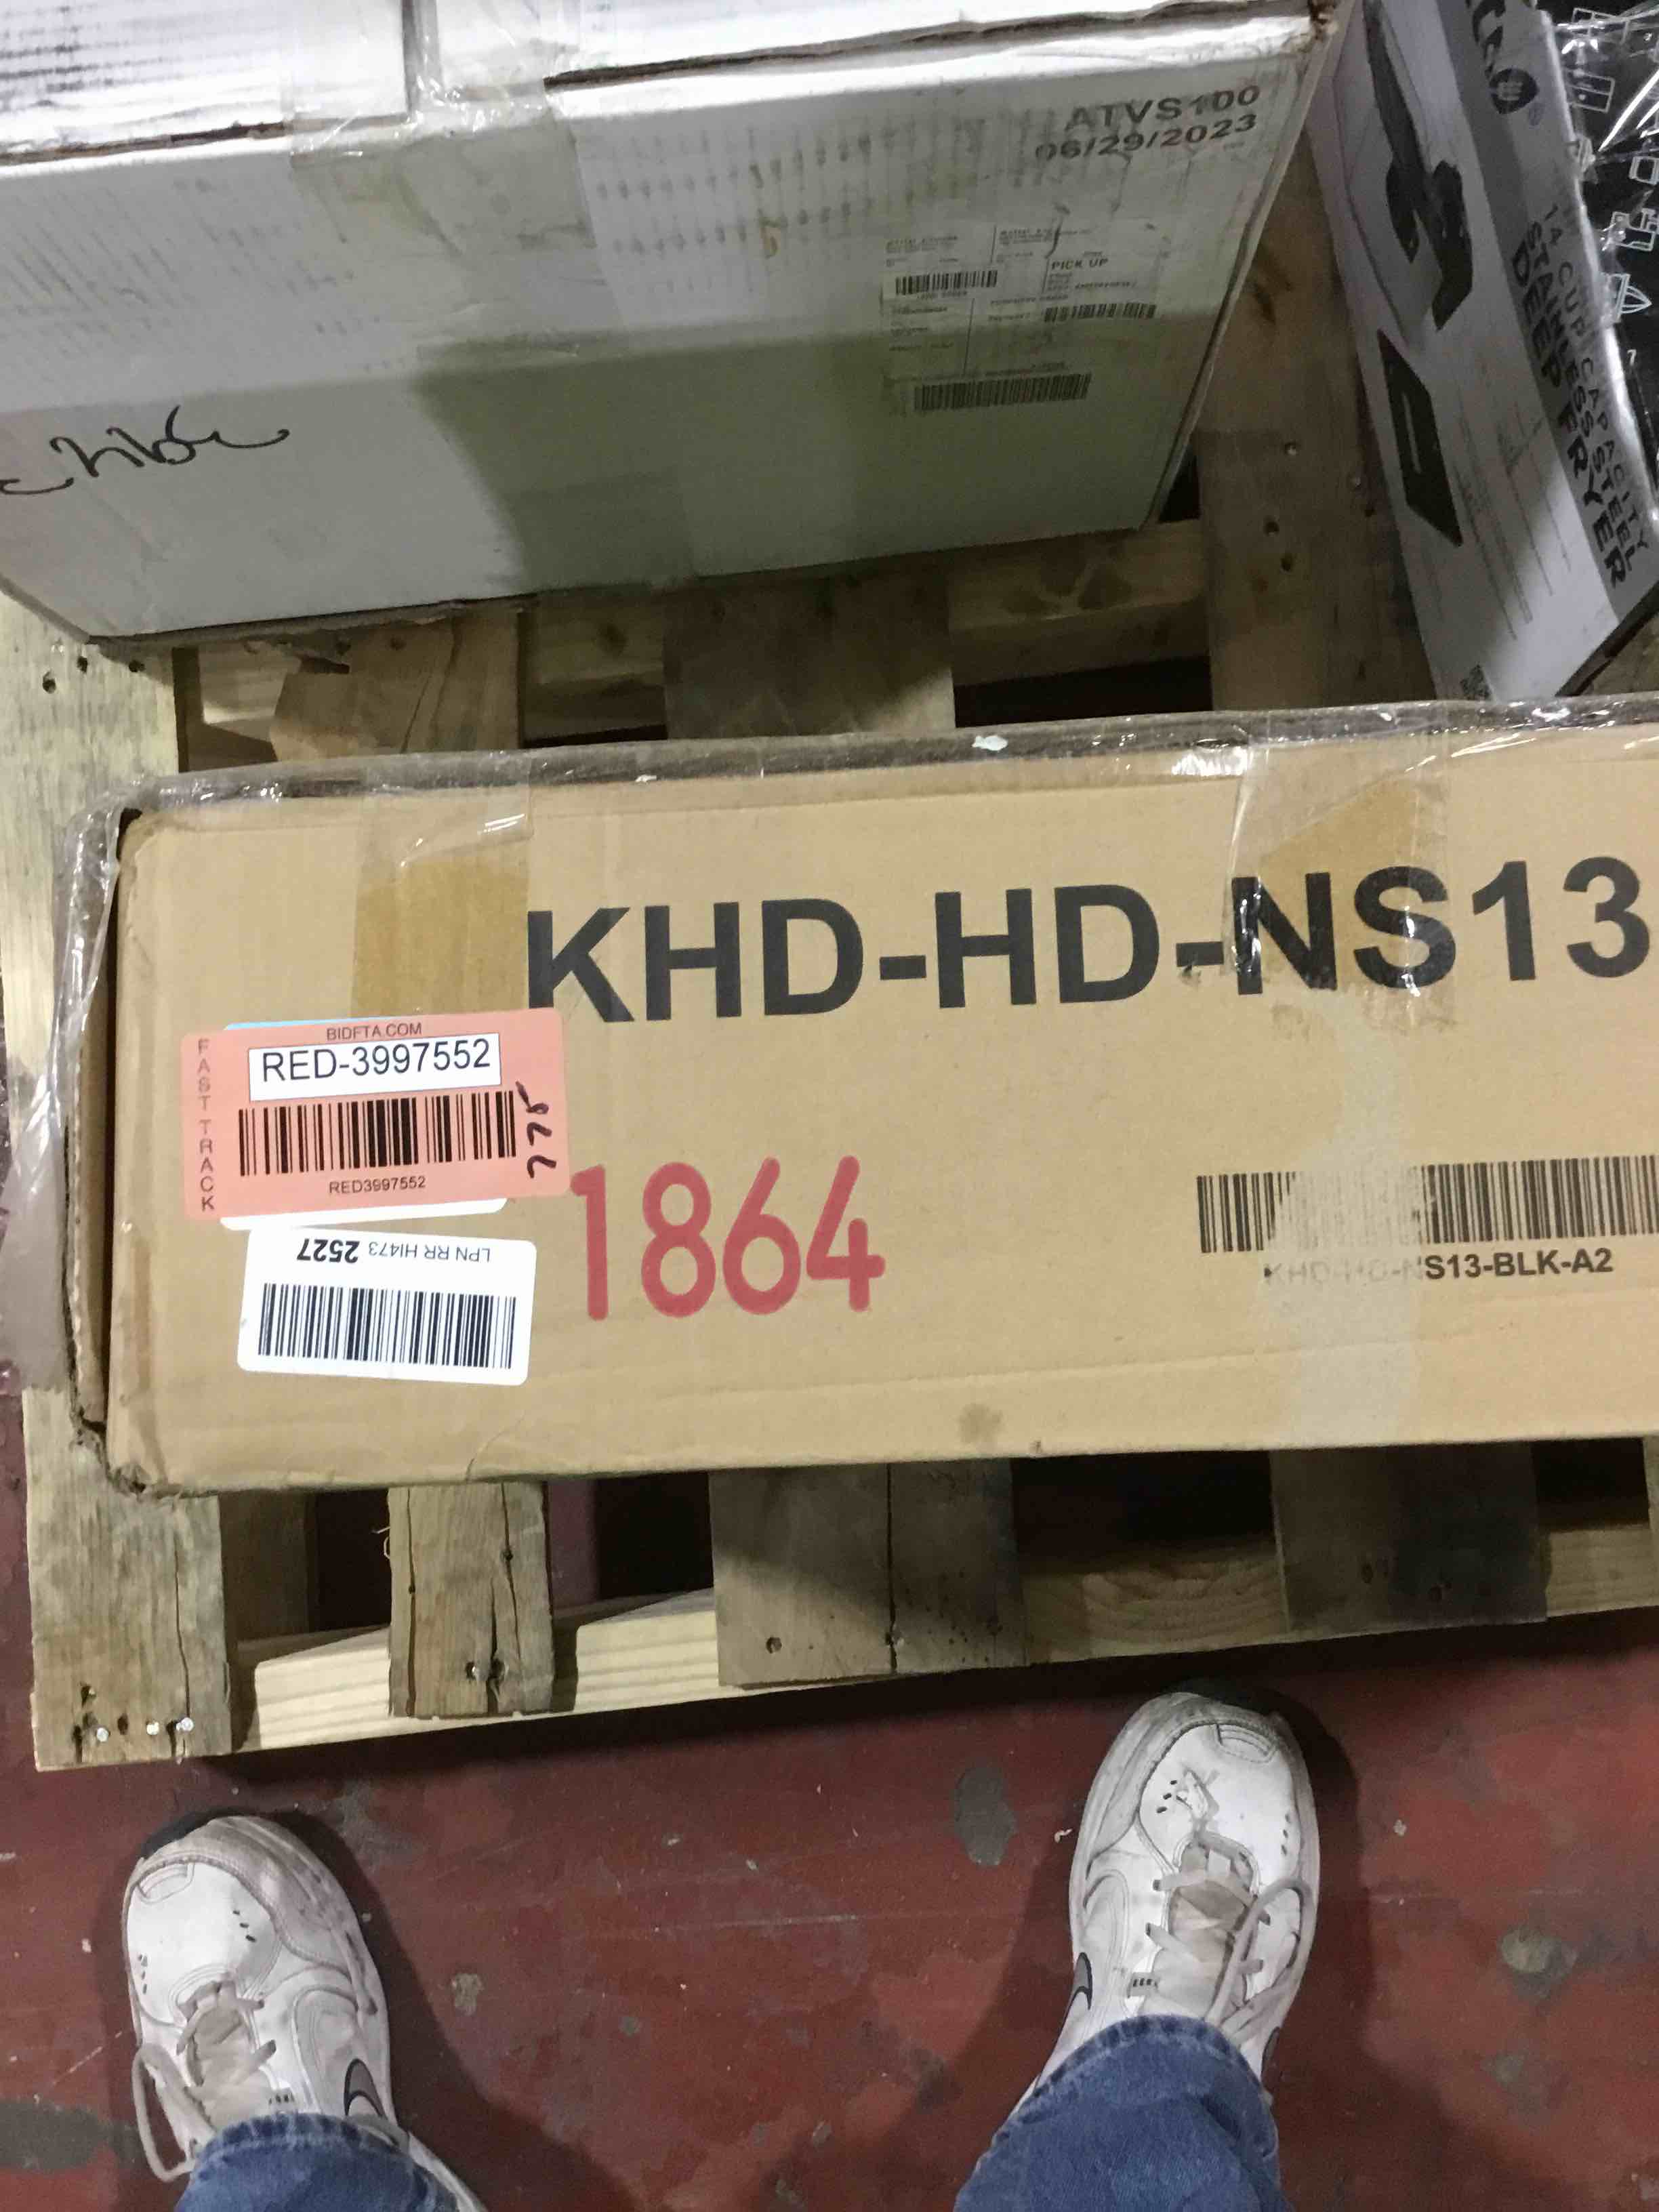 ATVS100
06/29/2023
PICK UP
14 CUP CAPACITY
STAINLESS STEEL
DEEP FRYER
KHD-HD-NS13
BIDFTA.COM
RED-3997552
FAST TRACK
775
RED3997552
LPN RR HI473 2527
1864
KHD-HD-NS13-BLK-A2